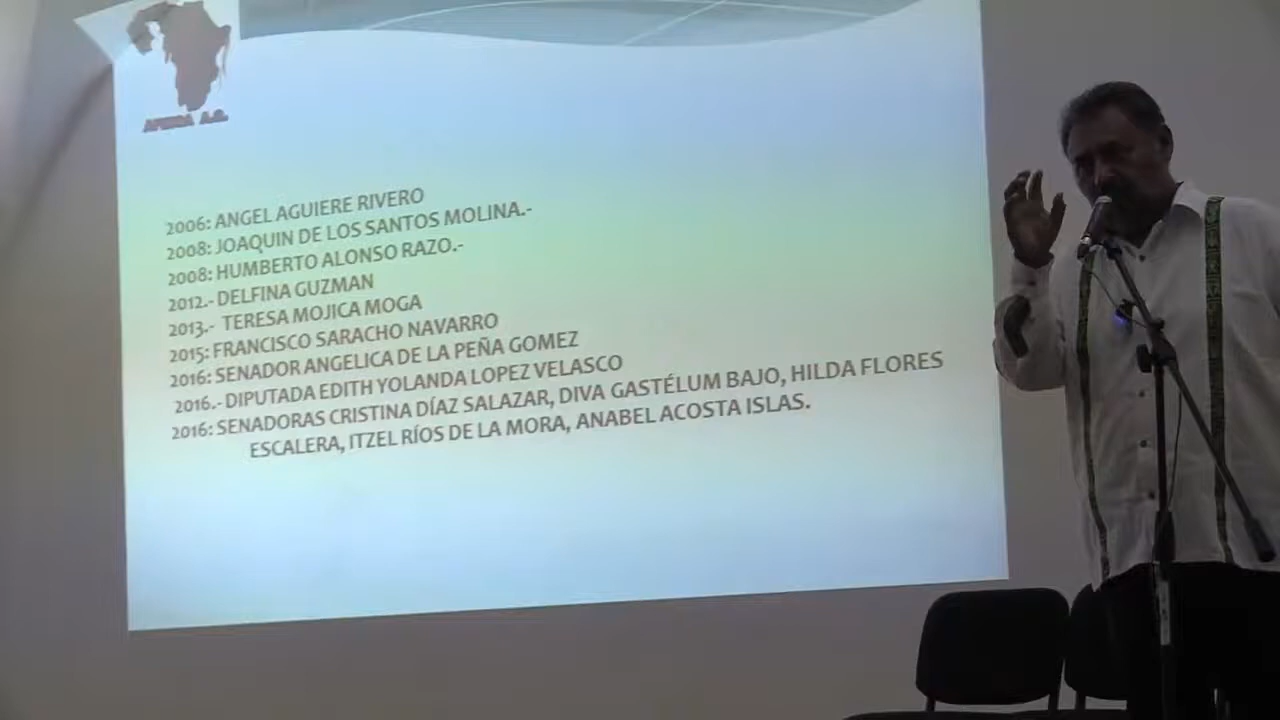 AFRICA A.C.
2006: ANGEL AGUIERE RIVERO
2008: JOAQUIN DE LOS SANTOS MOLINA.-
2008: HUMBERTO ALONSO RAZO.-
2012.- DELFINA GUZMAN
2013.- TERESA MOJICA MOGA
2015: FRANCISCO SARACHO NAVARRO
2016: SENADOR ANGELICA DE LA PEÑA GOMEZ
2016.- DIPUTADA EDITH YOLANDA LOPEZ VELASCO
2016: SENADORAS CRISTINA DÍAZ SALAZAR, DIVA GASTÉLUM BAJO, HILDA FLORES
ESCALERA, ITZEL RÍOS DE LA MORA, ANABEL ACOSTA ISLAS.